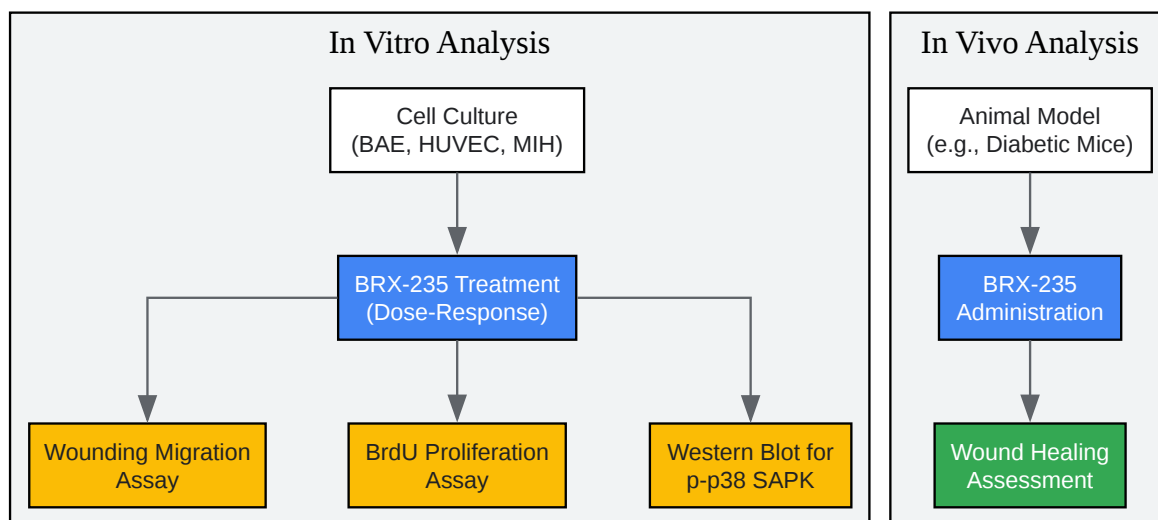 In Vitro Analysis
Cell Culture
(BAE, HUVEC, MIH)
BRX-235 Treatment
(Dose-Response)
Wounding Migration
Assay
BrdU Proliferation
Assay
Western Blot for
p-p38 SAPK
In Vivo Analysis
Animal Model
(e.g., Diabetic Mice)
BRX-235
Administration
Wound Healing
Assessment